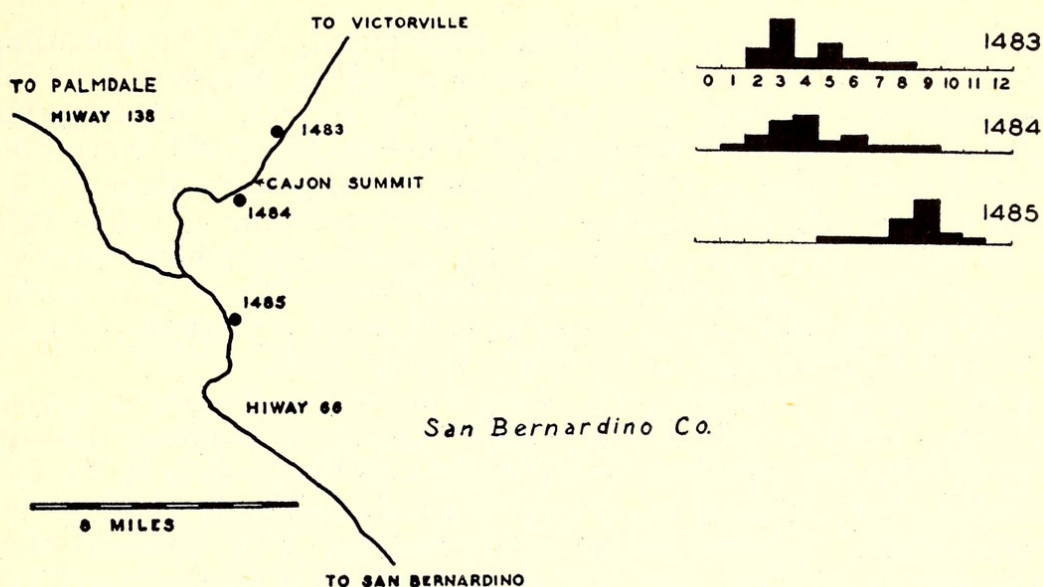 TO VICTORVILLE
TO PALMDALE
HIWAY 138
1483
CAJON SUMMIT
1484
1485
HIWAY 66
San Bernardino Co.
8 MILES
TO SAN BERNARDINO
1483
0 1 2 3 4 5 6 7 8 9 10 11 12
1484
1485